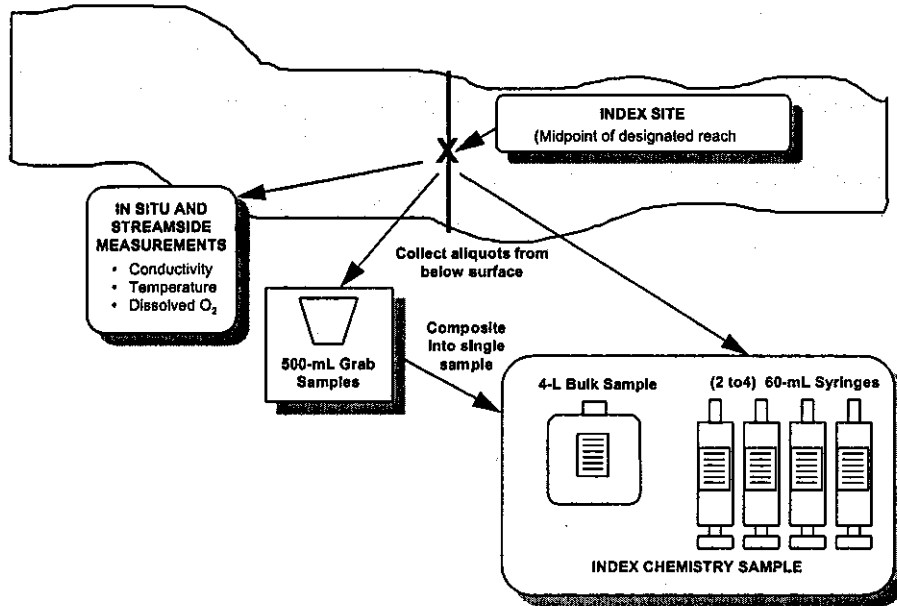 INDEX SITE
(Midpoint of designated reach
X
IN SITU AND
STREAMSIDE
MEASUREMENTS
• Conductivity
• Temperature
• Dissolved O₂
Collect aliquots from
below surface
500-mL Grab
Samples
Composite
into single
sample
4-L Bulk Sample
(2 to4) 60-mL Syringes
INDEX CHEMISTRY SAMPLE